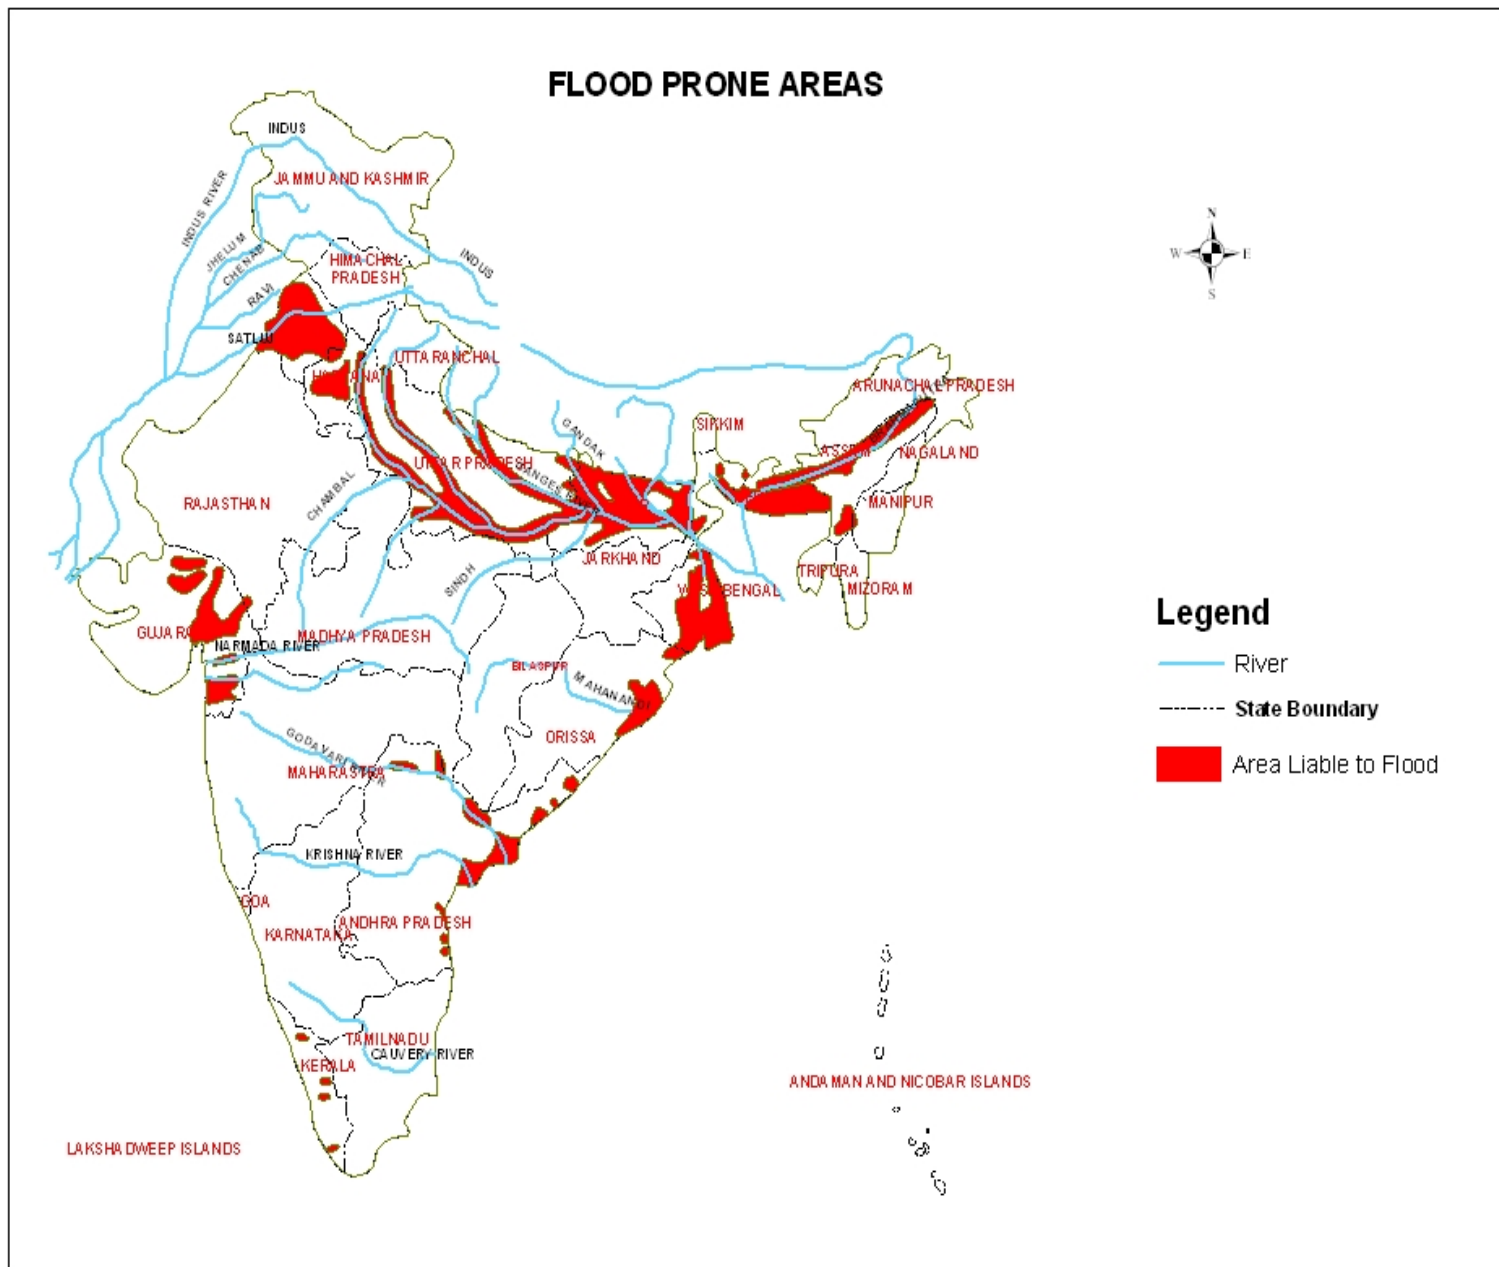 FLOOD PRONE AREAS
INDUS
JAMMU AND KASHMIR
INDUS RIVER
JHELUM
CHENAB
INDUS
HIMACHAL
PRADESH
RAVI
SATLUJ
UTTARANCHAL
HARYANA
ARUNACHAL PRADESH
SIKKIM
GANDAK
ASSAM
NAGALAND
UTTAR PRADESH
GANGES RIVER
CHAMBAL
RAJASTHAN
MANIPUR
JARKHAND
SINDH
TRIPURA
WEST BENGAL
MIZORAM
GUJARAT
NARMADA RIVER
MADHYA PRADESH
BILASPUR
MAHANANDI
ORISSA
GODAVARI RIVER
MAHARASTRA
KRISHNA RIVER
GOA
ANDHRA PRADESH
KARNATAKA
TAMILNADU
CAUVERY RIVER
KERALA
ANDAMAN AND NICOBAR ISLANDS
LAKSHADWEEP ISLANDS
N
W
E
S
Legend
River
State Boundary
Area Liable to Flood